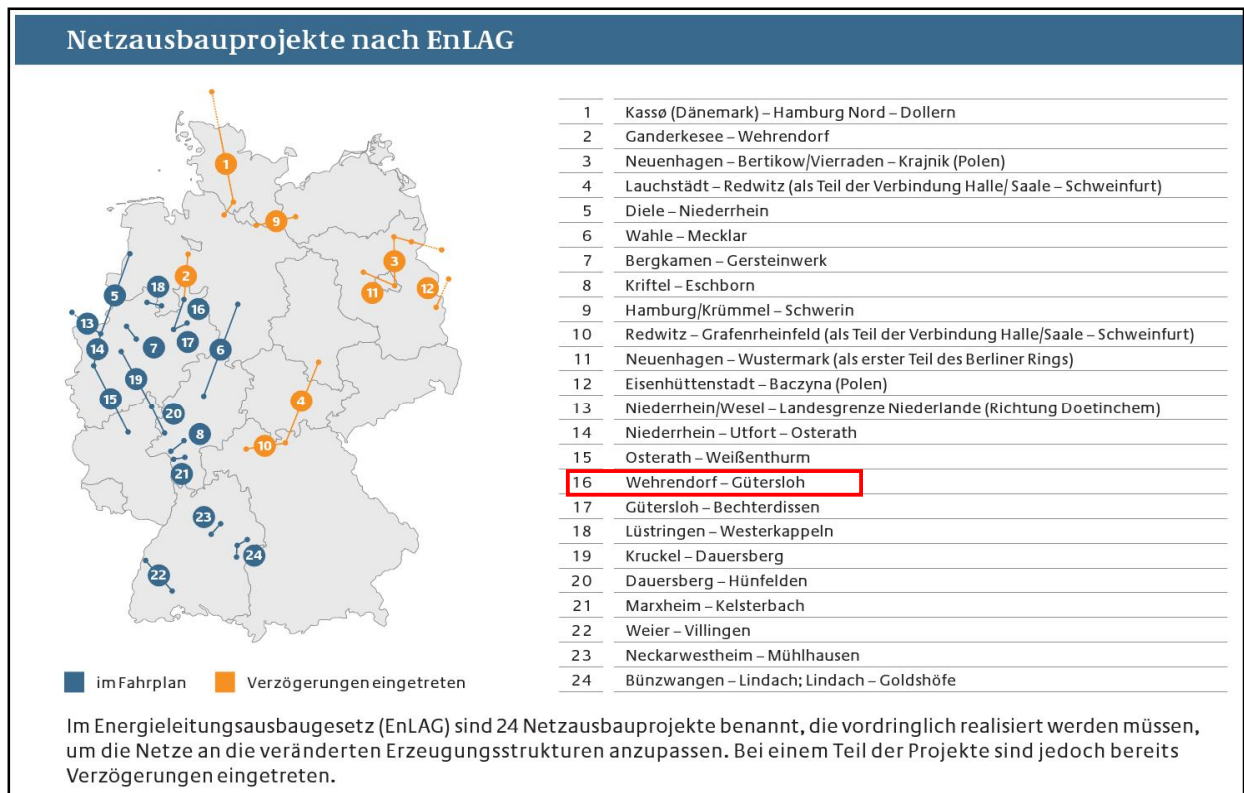 Netzausbauprojekte nach EnLAG
1
2
3
4
5
6
7
8
9
10
11
12
13
14
15
16
17
18
19
20
21
22
23
24
im Fahrplan
Verzögerungen eingetreten
1 Kassø (Dänemark) – Hamburg Nord – Dollern
2 Ganderkesee – Wehrendorf
3 Neuenhagen – Bertikow/Vierraden – Krajnik (Polen)
4 Lauchstädt – Redwitz (als Teil der Verbindung Halle/ Saale – Schweinfurt)
5 Diele – Niederrhein
6 Wahle – Mecklar
7 Bergkamen – Gersteinwerk
8 Kriftel – Eschborn
9 Hamburg/Krümmel – Schwerin
10 Redwitz – Grafenrheinfeld (als Teil der Verbindung Halle/Saale – Schweinfurt)
11 Neuenhagen – Wustermark (als erster Teil des Berliner Rings)
12 Eisenhüttenstadt – Baczyna (Polen)
13 Niederrhein/Wesel – Landesgrenze Niederlande (Richtung Doetinchem)
14 Niederrhein – Utfort – Osterath
15 Osterath – Weißenthurm
16 Wehrendorf – Gütersloh
17 Gütersloh – Bechterdissen
18 Lüstringen – Westerkappeln
19 Kruckel – Dauersberg
20 Dauersberg – Hünfelden
21 Marxheim – Kelsterbach
22 Weier – Villingen
23 Neckarwestheim – Mühlhausen
24 Bünzwangen – Lindach; Lindach – Goldshöfe
Im Energieleitungsausbaugesetz (EnLAG) sind 24 Netzausbauprojekte benannt, die vordringlich realisiert werden müssen,
um die Netze an die veränderten Erzeugungsstrukturen anzupassen. Bei einem Teil der Projekte sind jedoch bereits
Verzögerungen eingetreten.